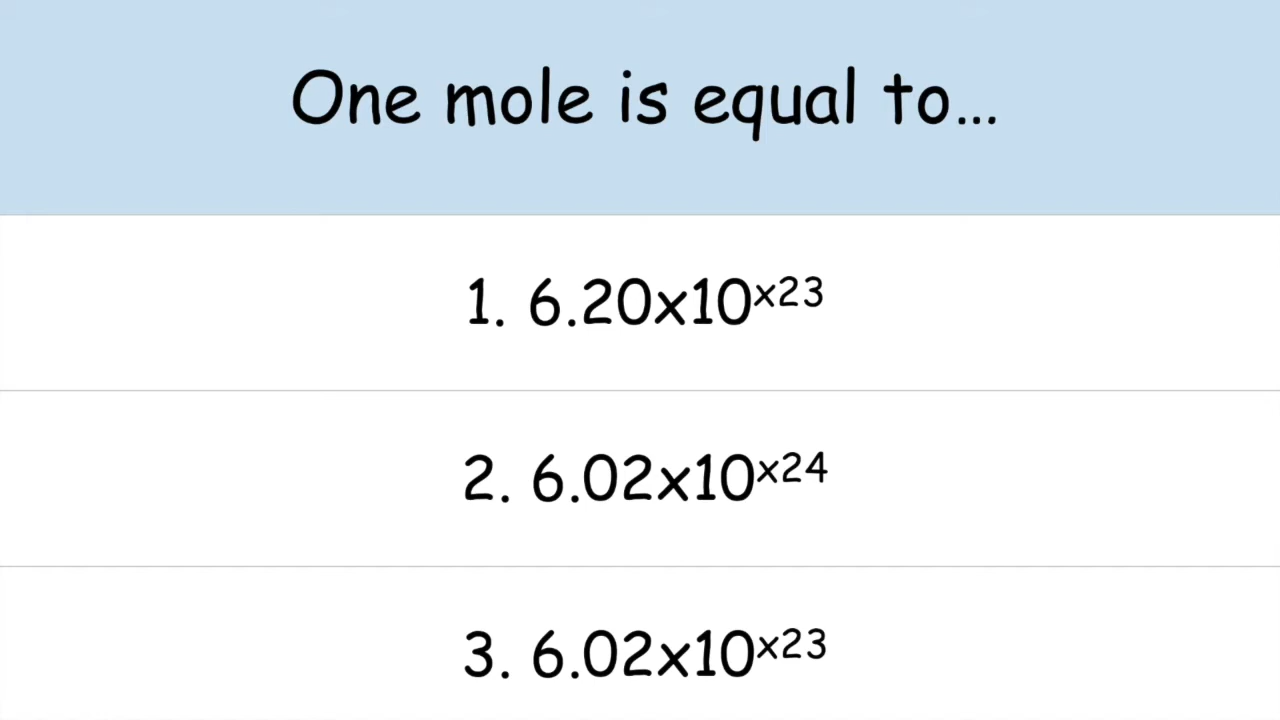 One mole is equal to...
1. 6.20x10ˣ²³
2. 6.02x10ˣ²⁴
3. 6.02x10ˣ²³